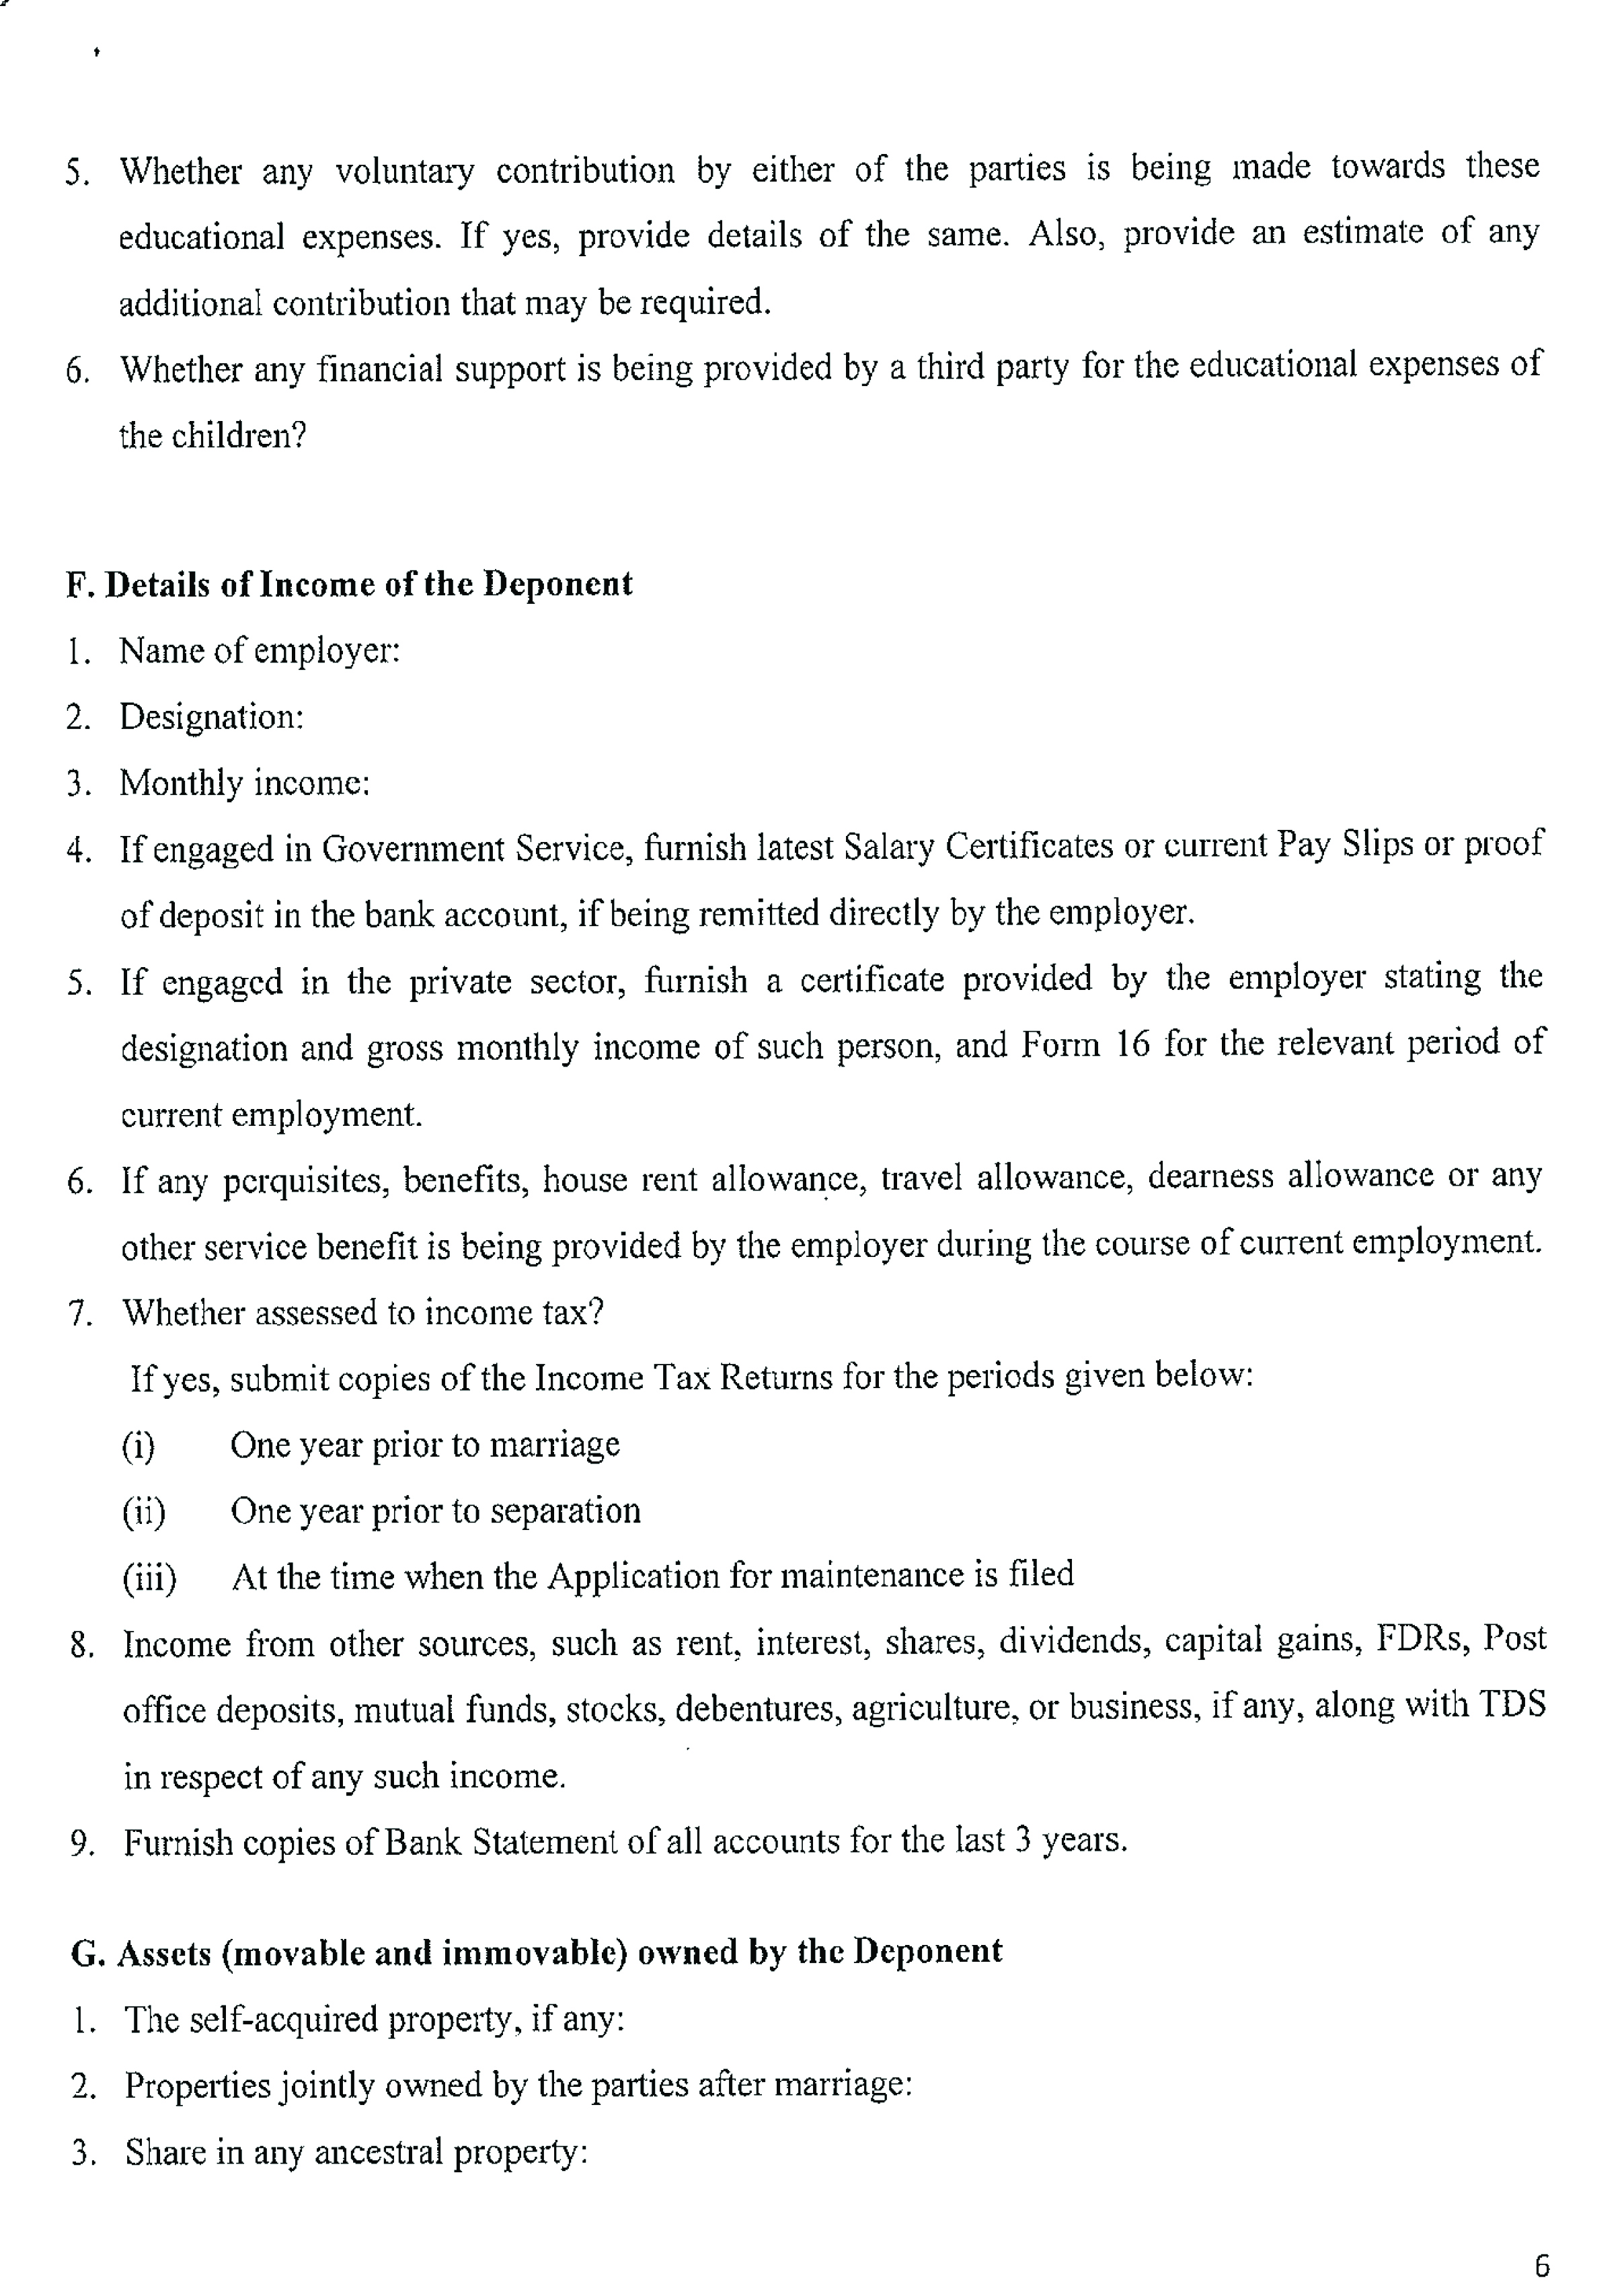 5. Whether any voluntary contribution by either of the parties is being made towards these
educational expenses. If yes, provide details of the same. Also, provide an estimate of any
additional contribution that may be required.
6. Whether any financial support is being provided by a third party for the educational expenses of
the children?
F. Details of Income of the Deponent
1. Name of employer:
2. Designation:
3. Monthly income:
4. If engaged in Government Service, furnish latest Salary Certificates or current Pay Slips or proof
of deposit in the bank account, if being remitted directly by the employer.
5. If engaged in the private sector, furnish a certificate provided by the employer stating the
designation and gross monthly income of such person, and Form 16 for the relevant period of
current employment.
6. If any perquisites, benefits, house rent allowance, travel allowance, dearness allowance or any
other service benefit is being provided by the employer during the course of current employment.
7. Whether assessed to income tax?
If yes, submit copies of the Income Tax Returns for the periods given below:
(i) One year prior to marriage
(ii) One year prior to separation
(iii) At the time when the Application for maintenance is filed
8. Income from other sources, such as rent, interest, shares, dividends, capital gains, FDRs, Post
office deposits, mutual funds, stocks, debentures, agriculture, or business, if any, along with TDS
in respect of any such income.
9. Furnish copies of Bank Statement of all accounts for the last 3 years.
G. Assets (movable and immovable) owned by the Deponent
1. The self-acquired property, if any:
2. Properties jointly owned by the parties after marriage:
3. Share in any ancestral property:
6